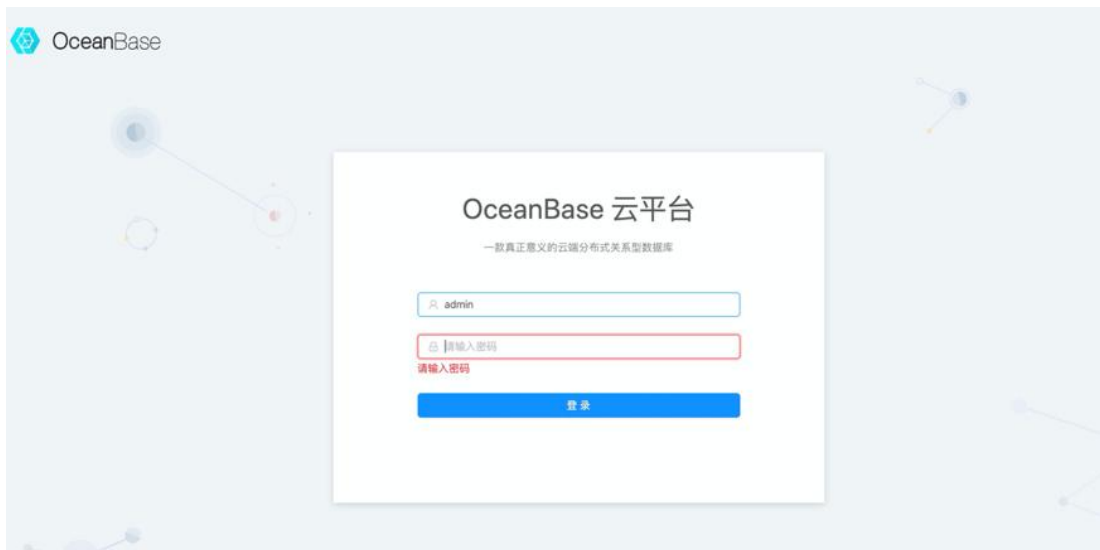 OceanBase
OceanBase 云平台
一款真正意义的云端分布式关系型数据库
admin
请输入密码
请输入密码
登录